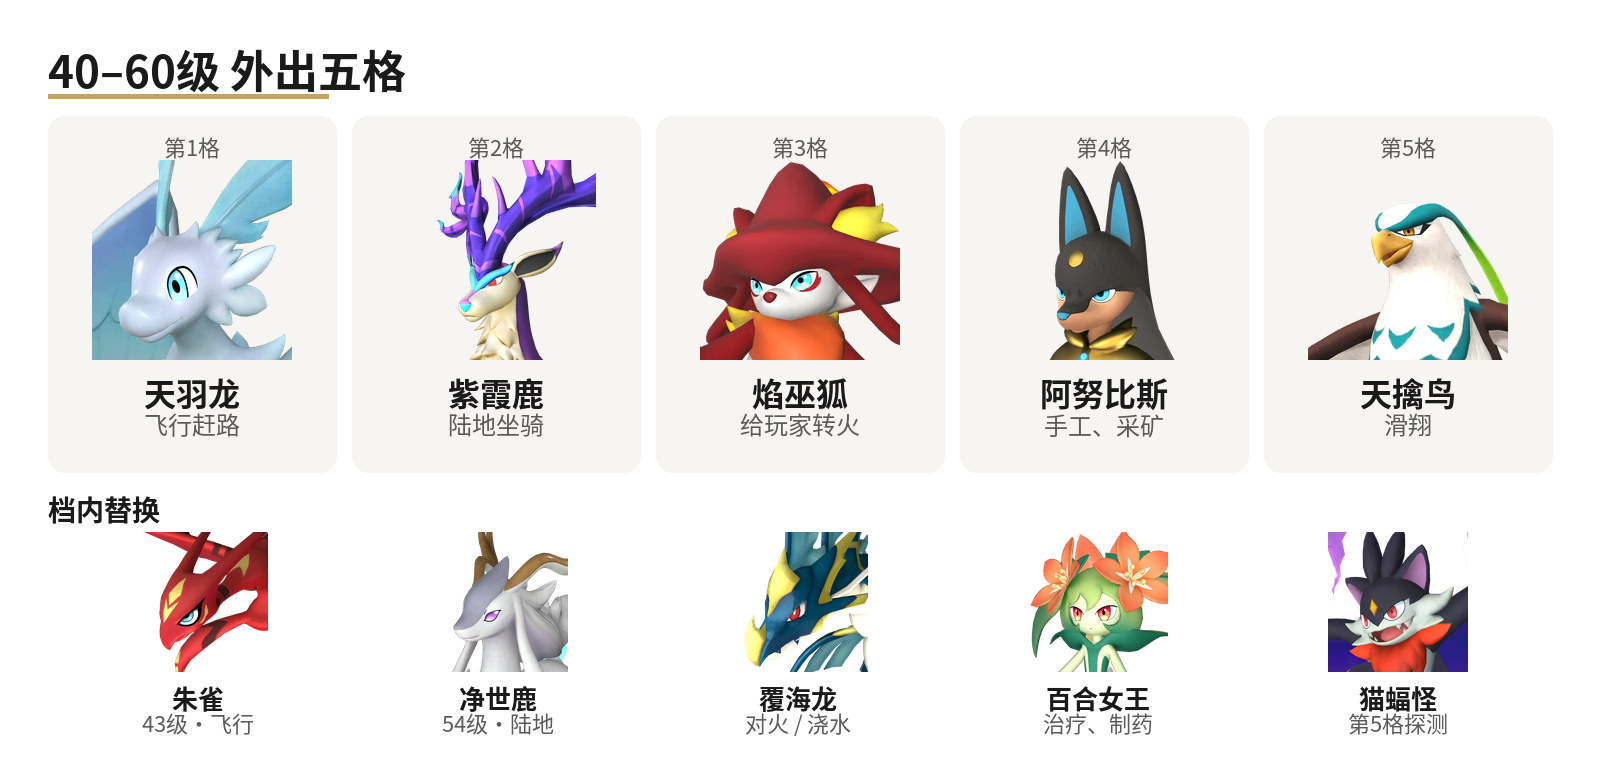 40–60级 外出五格
第1格
第2格
第3格
第4格
第5格
天羽龙
紫霞鹿
焰巫狐
阿努比斯
天擒鸟
飞行赶路
陆地坐骑
给玩家转火
手工、采矿
滑翔
档内替换
朱雀
净世鹿
覆海龙
百合女王
猫蝠怪
43级・飞行
54级・陆地
对火 / 浇水
治疗、制药
第5格探测